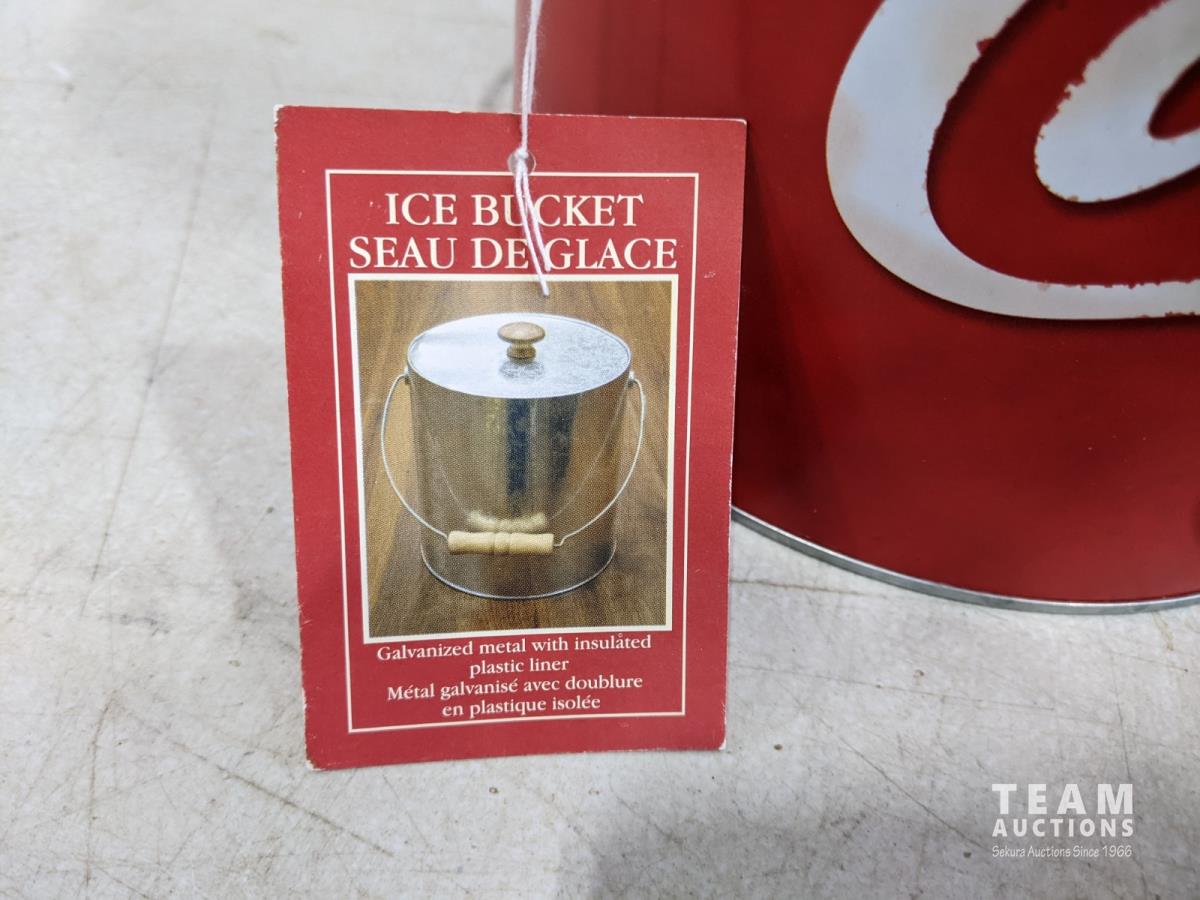 ICE BUCKET
SEAU DE GLACE
Galvanized metal with insulated
plastic liner
Métal galvanisé avec doublure
en plastique isolée
TEAM
AUCTIONS
Sekura Auctions Since 1966